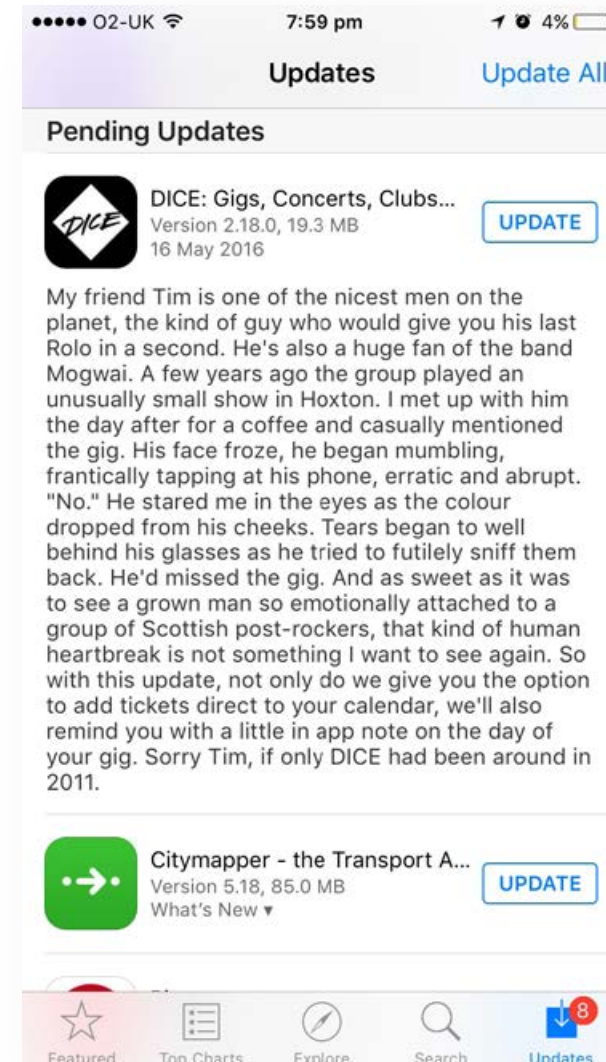 O2-UK 7:59 pm 4%
Updates Update All
Pending Updates
DICE
DICE: Gigs, Concerts, Clubs...
Version 2.18.0, 19.3 MB
16 May 2016
UPDATE
My friend Tim is one of the nicest men on the
planet, the kind of guy who would give you his last
Rolo in a second. He's also a huge fan of the band
Mogwai. A few years ago the group played an
unusually small show in Hoxton. I met up with him
the day after for a coffee and casually mentioned
the gig. His face froze, he began mumbling,
frantically tapping at his phone, erratic and abrupt.
"No." He stared me in the eyes as the colour
dropped from his cheeks. Tears began to well
behind his glasses as he tried to futilely sniff them
back. He'd missed the gig. And as sweet as it was
to see a grown man so emotionally attached to a
group of Scottish post-rockers, that kind of human
heartbreak is not something I want to see again. So
with this update, not only do we give you the option
to add tickets direct to your calendar, we'll also
remind you with a little in app note on the day of
your gig. Sorry Tim, if only DICE had been around in
2011.
Citymapper - the Transport A...
Version 5.18, 85.0 MB
What's New ▾
UPDATE
8
Featured Top Charts Explore Search Updates